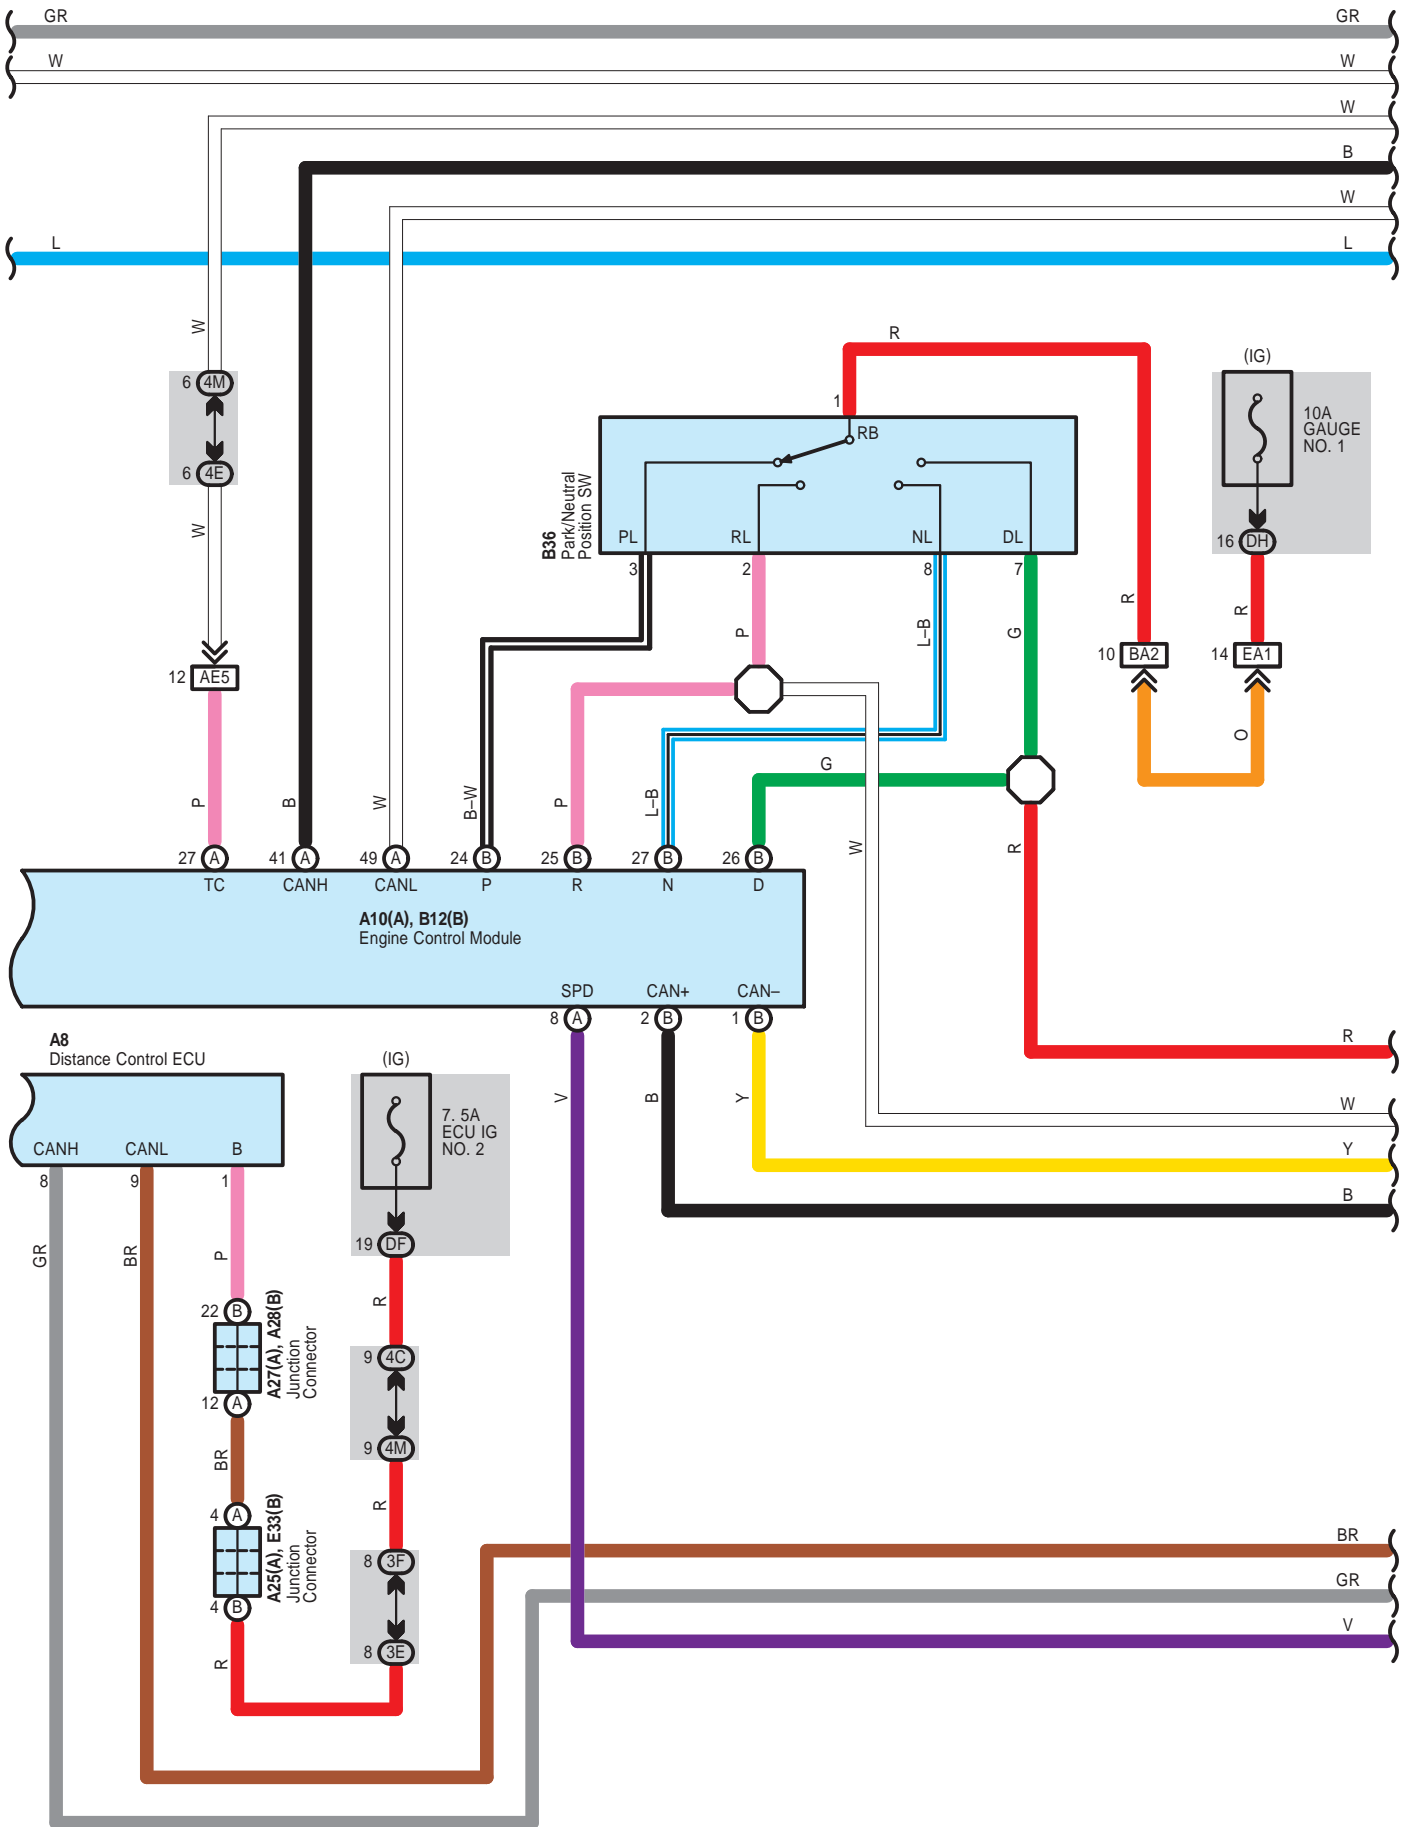 GR GR
W W
W
B
W
L L
W
R
(IG)
6 4M
10A
GAUGE
NO. 1
1
RB
6 4E
W
B36
Park/Neutral
Position SW
PL RL NL DL
3 2 8 7
16 DH
R R
P L–B G
10 BA2 14 EA1
12 AE5
O
G
P B W B–W P L–B
W R
27 A 41 A 49 A 24 B 25 B 27 B 26 B
TC CANH CANL P R N D
A10(A), B12(B)
Engine Control Module
SPD CAN+ CAN–
8 A 2 B 1 B
R
A8
Distance Control ECU
(IG)
V B Y
W
7. 5A
ECU IG
NO. 2
CANH CANL B
Y
8 9 1
B
19 DF
GR BR P
R
22 B
A27(A), A28(B)
Junction
Connector
9 4C
12 A
9 4M
BR
R
4 A
A25(A), E33(B)
Junction
Connector
BR
8 3F
GR
4 B
V
8 3E
R